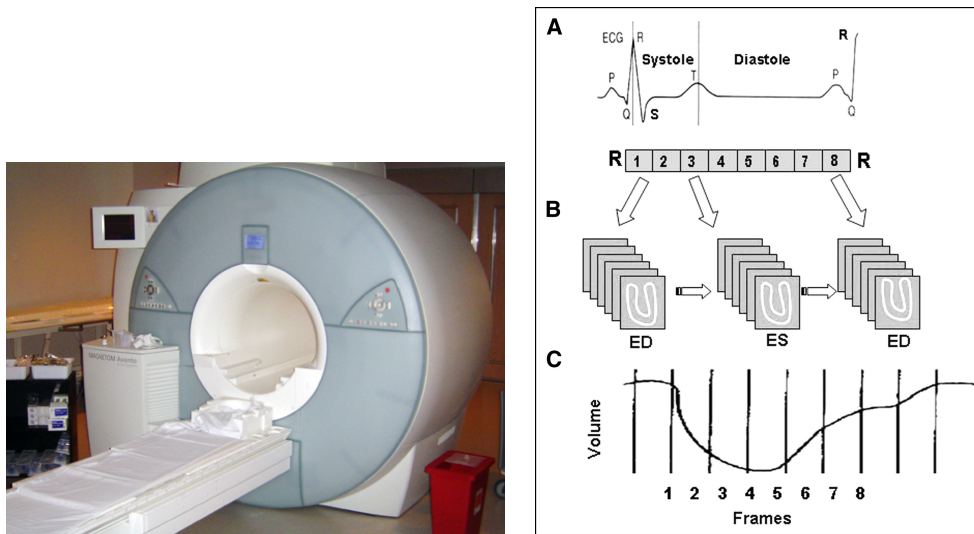 MAGNETOM Avanto
A
ECG R
R
Systole
Diastole
P
T
P
Q
S
Q
R 1 2 3 4 5 6 7 8 R
B
ED
ES
ED
C
Volume
1 2 3 4 5 6 7 8
Frames